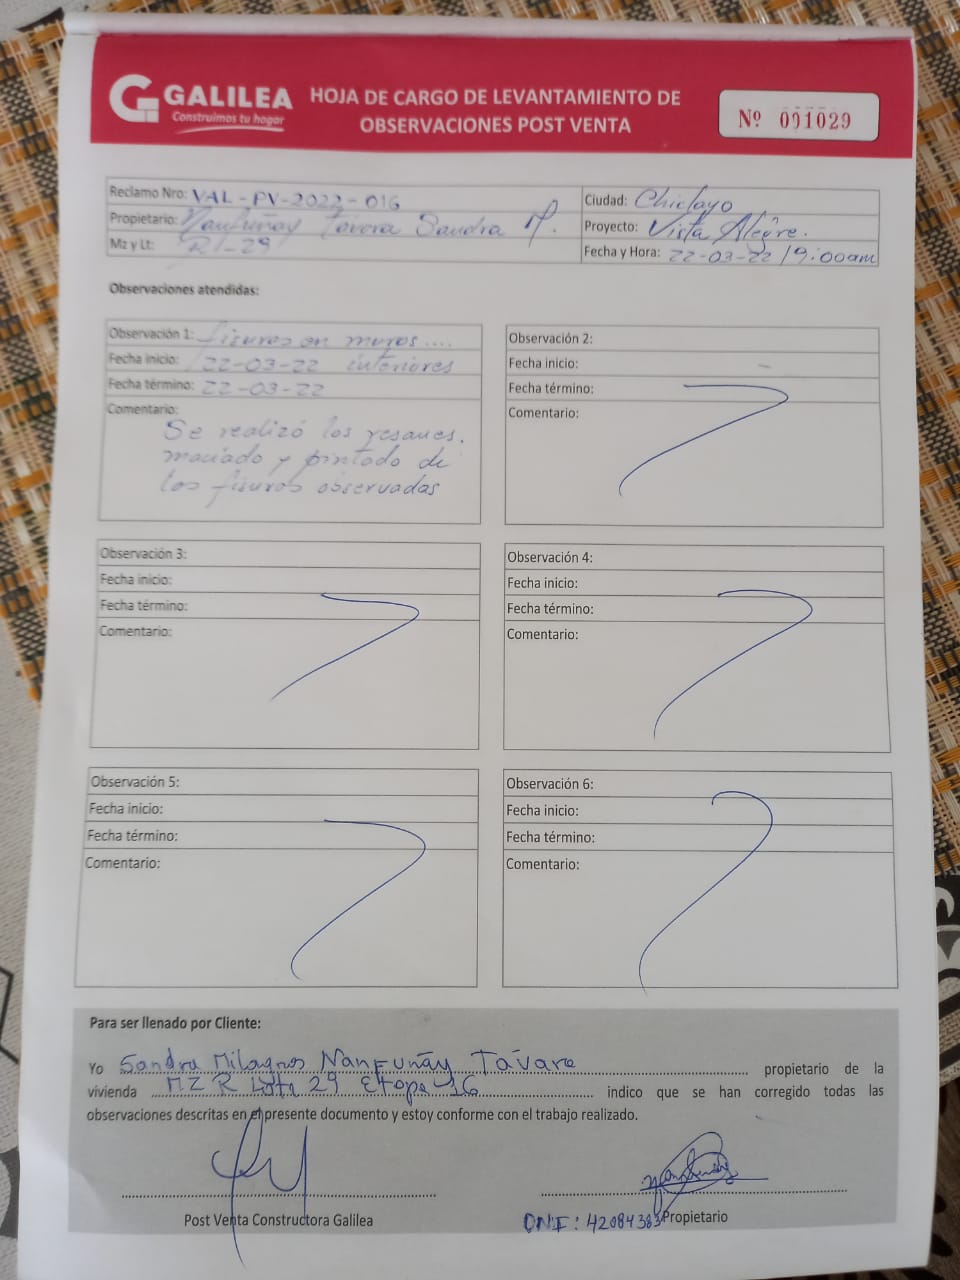 GALILEA
Construimos tu hogar
HOJA DE CARGO DE LEVANTAMIENTO DE
OBSERVACIONES POST VENTA
Nº 001029
Reclamo Nro: VAL-PV-2022-016
Ciudad: Chiclayo
Propietario: Nanfuñay Tavara Sandra M.
Proyecto: Vista Alegre.
Mz y Lt: R1-29
Fecha y Hora: 22-03-22 / 9:00am
Observaciones atendidas:
Observación 1: fisuras en muros....
Fecha inicio: 22-03-22 interiores
Fecha término: 22-03-22
Comentario:
Se realizó los resanes,
maciado y pintado de
las fisuras observadas
Observación 2:
Fecha inicio: -
Fecha término:
Comentario:
Observación 3:
Fecha inicio:
Fecha término:
Comentario:
Observación 4:
Fecha inicio:
Fecha término:
Comentario:
Observación 5:
Fecha inicio:
Fecha término:
Comentario:
Observación 6:
Fecha inicio:
Fecha término:
Comentario:
Para ser llenado por Cliente:
Yo Sandra Milagros Nanfuñay Tavara propietario de la
vivienda MZ R Lote 29 Etapa 16 indico que se han corregido todas las
observaciones descritas en el presente documento y estoy conforme con el trabajo realizado.
Post Venta Constructora Galilea
DNI: 42084383 Propietario